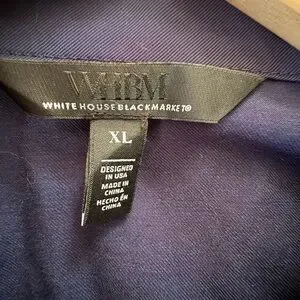 WHBM
WHITE HOUSE BLACK MARKET®
XL
DESIGNED
IN USA
MADE IN
CHINA
HECHO EN
CHINA